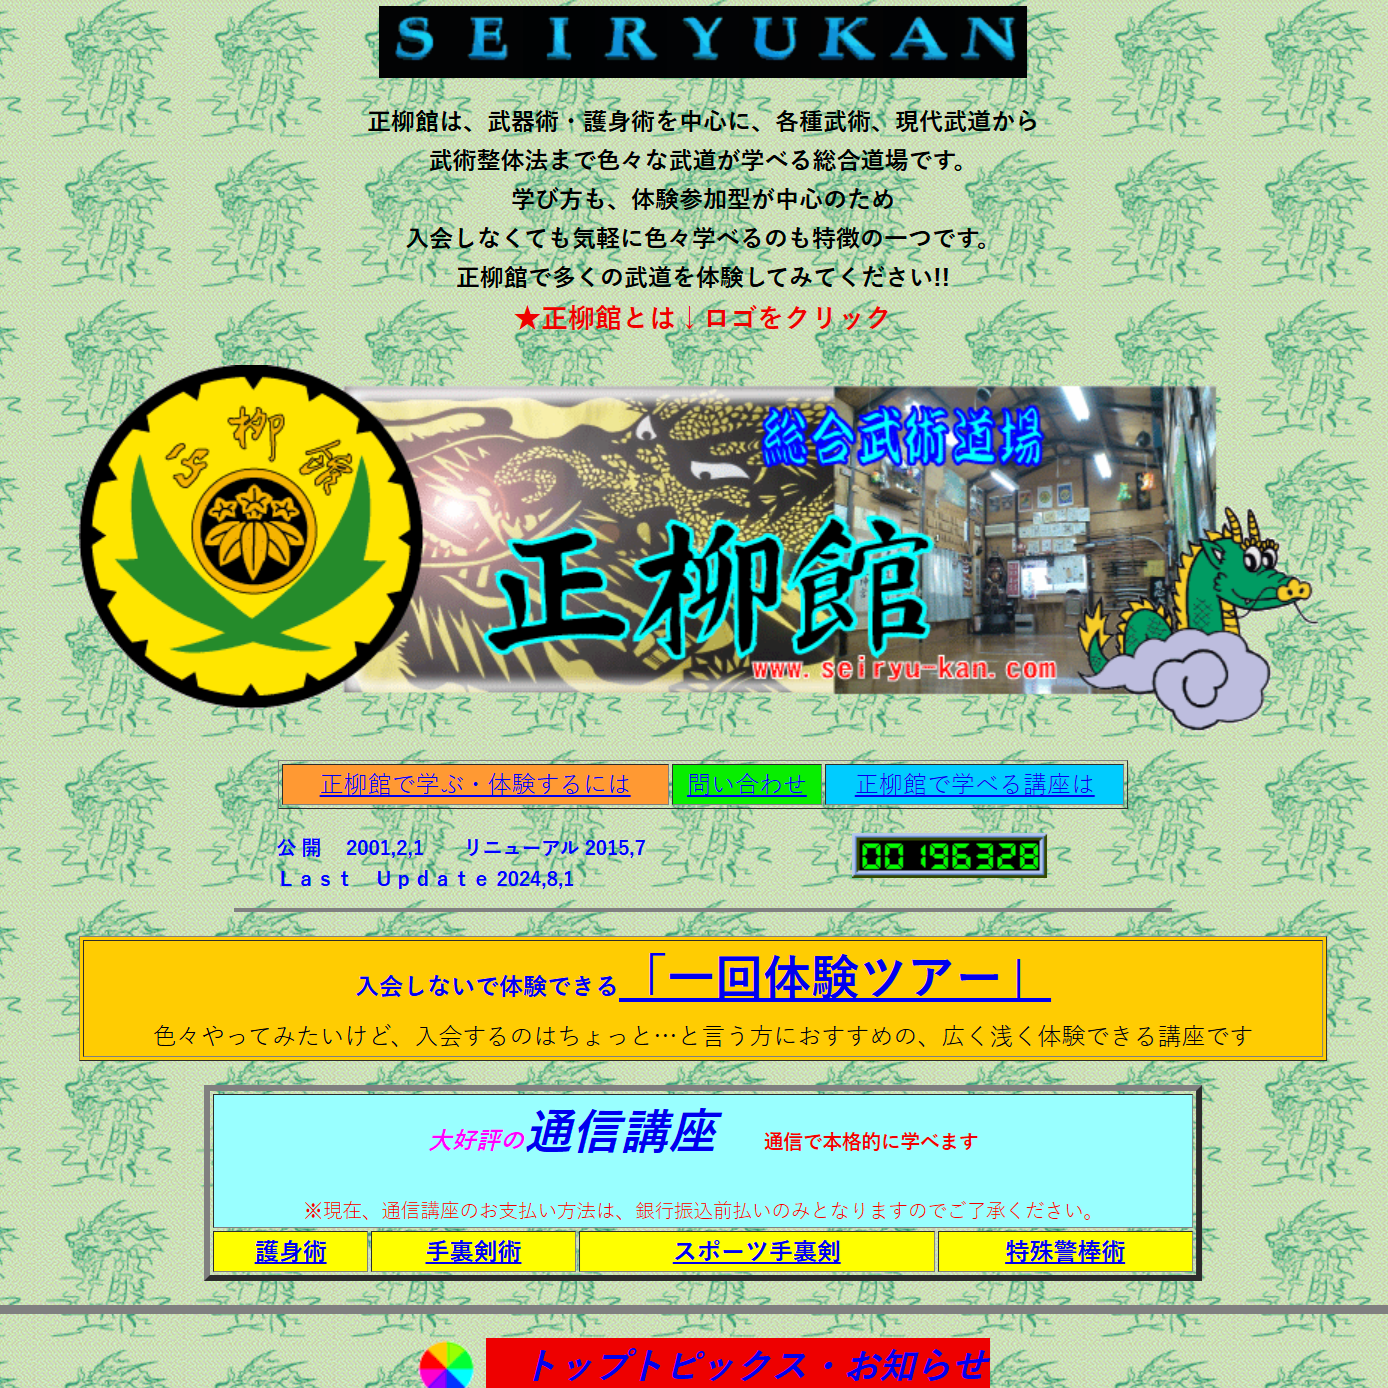 SEIRYUKAN
正柳館は、武器術・護身術を中心に、各種武術、現代武道から
武術整体法まで色々な武道が学べる総合道場です。
学び方も、体験参加型が中心のため
入会しなくても気軽に色々学べるのも特徴の一つです。
正柳館で多くの武道を体験してみてください!!
★正柳館とは↓ロゴをクリック
正柳館
総合武術道場
正柳館
www.seiryu-kan.com
正柳館で学ぶ・体験するには 問い合わせ 正柳館で学べる講座は
公 開　2001,2,1　　リニューアル 2015,7
Ｌａｓｔ　Ｕｐｄａｔｅ 2024,8,1
00196328
入会しないで体験できる「一回体験ツアー」
色々やってみたいけど、入会するのはちょっと…と言う方におすすめの、広く浅く体験できる講座です
大好評の通信講座　　通信で本格的に学べます
※現在、通信講座のお支払い方法は、銀行振込前払いのみとなりますのでご了承ください。
護身術 手裏剣術 スポーツ手裏剣 特殊警棒術
トップトピックス・お知らせ